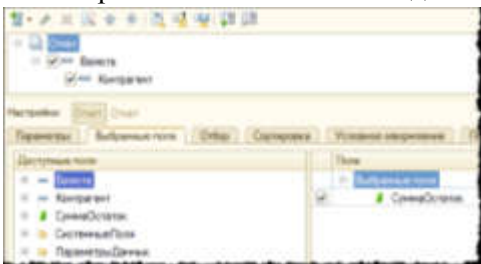 Отчет
Валюта
Контрагент
Настройки: Отчет Отчет
Параметры Выбранные поля Отбор Сортировка Условное оформление
Доступные поля Поле
Валюта Выбранные поля
Контрагент СуммаОстаток
СуммаОстаток
СистемныеПоля
ПараметрыДанных